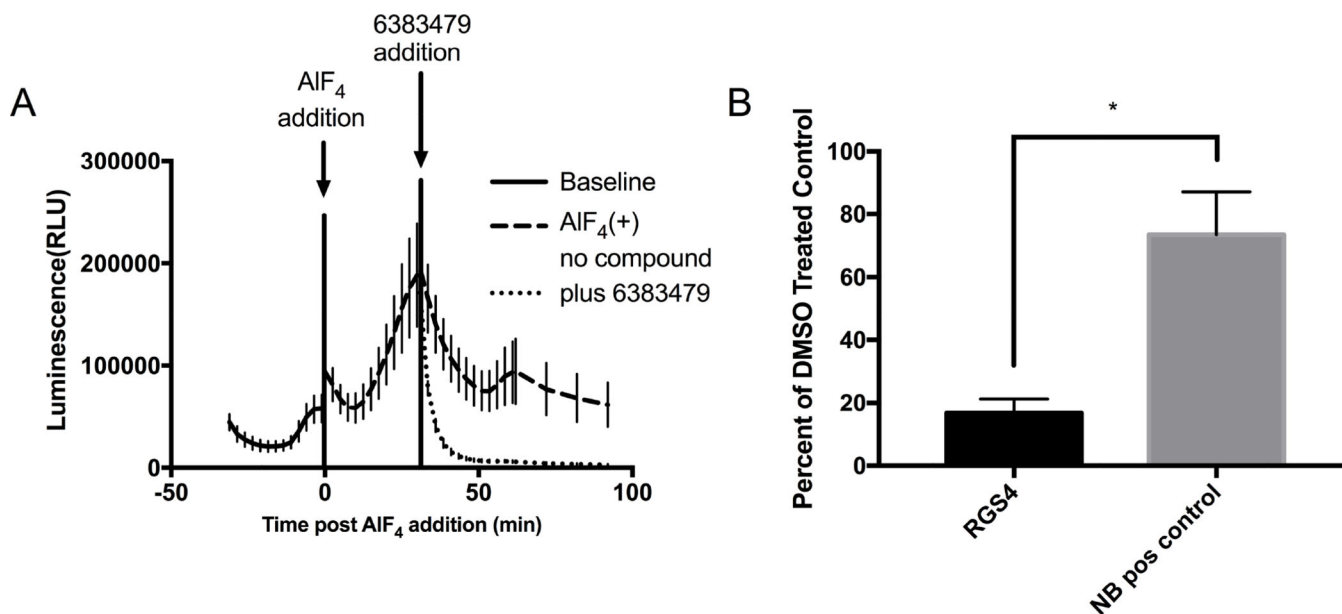 A
AlF4
addition
6383479
addition
Luminescence(RLU)
300000
200000
100000
0
-50
0
50
100
Time post AlF4 addition (min)
Baseline
AlF4(+)
no compound
plus 6383479
B
*
Percent of DMSO Treated Control
100
80
60
40
20
0
RGS4
NB pos control